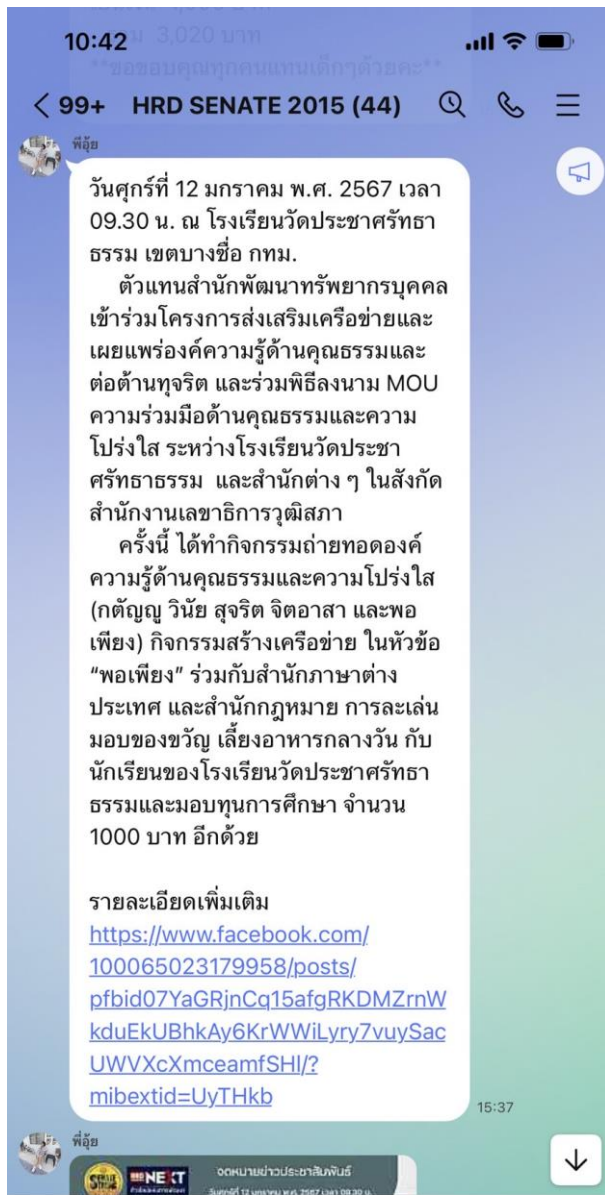 10:42
ม 3,020 บาท
**ขอขอบคุณทุกคนแทนเด็กๆด้วยคะ**
99+ HRD SENATE 2015 (44)
พี่อุ้ย
วันศุกร์ที่ 12 มกราคม พ.ศ. 2567 เวลา
09.30 น. ณ โรงเรียนวัดประชาศรัทธา
ธรรม เขตบางซื่อ กทม.
ตัวแทนสำนักพัฒนาทรัพยากรบุคคล
เข้าร่วมโครงการส่งเสริมเครือข่ายและ
เผยแพร่องค์ความรู้ด้านคุณธรรมและ
ต่อต้านทุจริต และร่วมพิธีลงนาม MOU
ความร่วมมือด้านคุณธรรมและความ
โปร่งใส ระหว่างโรงเรียนวัดประชา
ศรัทธาธรรม และสำนักต่าง ๆ ในสังกัด
สำนักงานเลขาธิการวุฒิสภา
ครั้งนี้ ได้ทำกิจกรรมถ่ายทอดองค์
ความรู้ด้านคุณธรรมและความโปร่งใส
(กตัญญู วินัย สุจริต จิตอาสา และพอ
เพียง) กิจกรรมสร้างเครือข่าย ในหัวข้อ
“พอเพียง” ร่วมกับสำนักภาษาต่าง
ประเทศ และสำนักกฎหมาย การละเล่น
มอบของขวัญ เลี้ยงอาหารกลางวัน กับ
นักเรียนของโรงเรียนวัดประชาศรัทธา
ธรรมและมอบทุนการศึกษา จำนวน
1000 บาท อีกด้วย
รายละเอียดเพิ่มเติม
https://www.facebook.com/
100065023179958/posts/
pfbid07YaGRjnCq15afgRKDMZrnW
kduEkUBhkAy6KrWWiLyry7vuySac
UWVXcXmceamfSHl/?
mibextid=UyTHkb
15:37
พี่อุ้ย
NEXT
จดหมายข่าวประชาสัมพันธ์
วันศุกร์ที่ 12 มกราคม พ.ศ. 2567 เวลา 09.30 น.